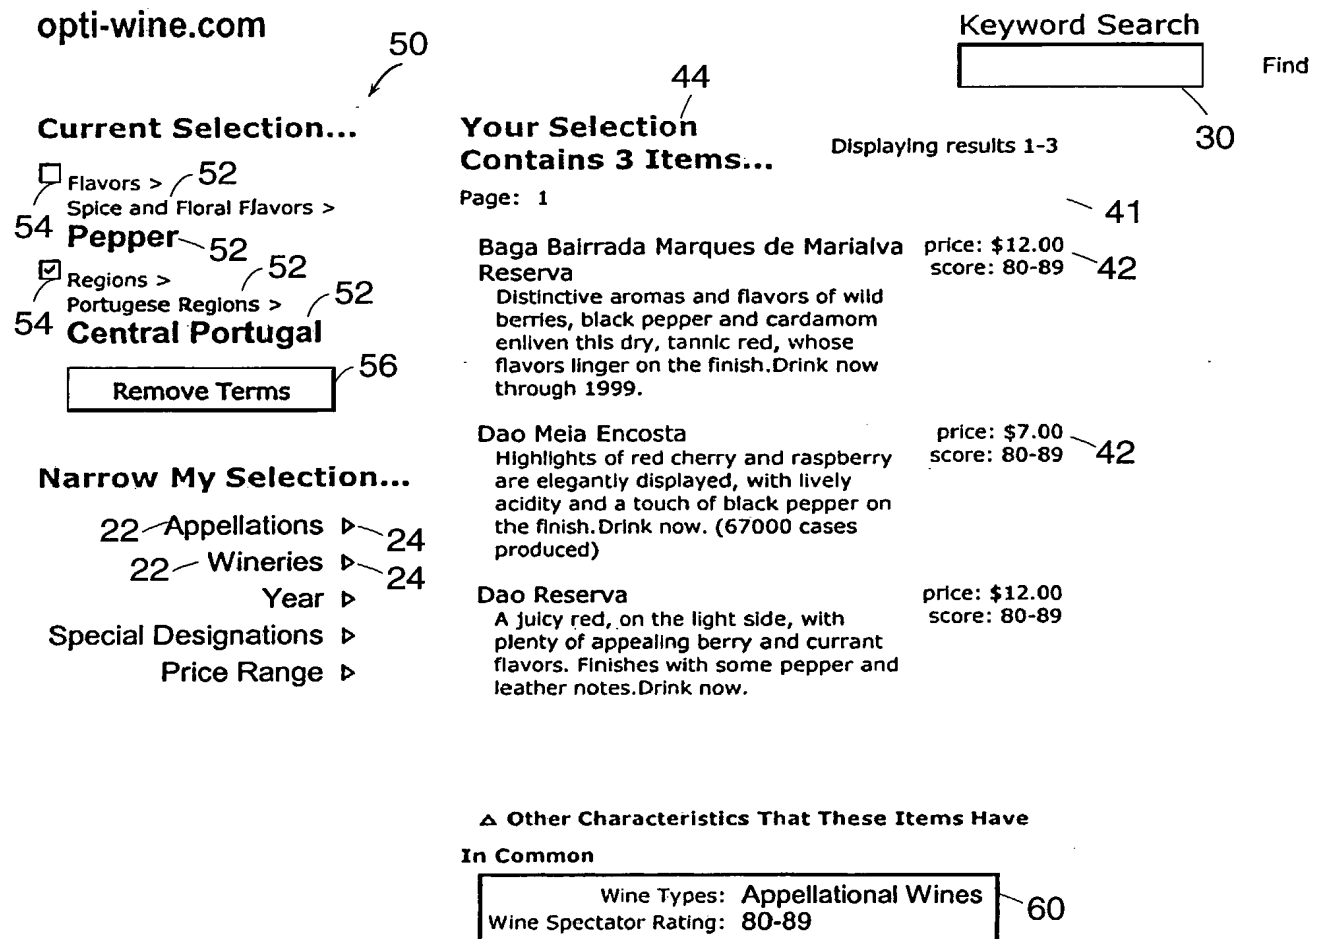 opti-wine.com
Keyword Search
Find
30
50
44
Current Selection...
Flavors >
52
Spice and Floral Flavors >
54
Pepper
52
Regions >
52
Portugese Regions >
52
54
Central Portugal
56
Remove Terms
Narrow My Selection...
22
Appellations
24
22
Wineries
24
Year
Special Designations
Price Range
Your Selection
Contains 3 Items...
Displaying results 1-3
Page: 1
41
Baga Bairrada Marques de Marialva
Reserva
price: $12.00
score: 80-89
42
Distinctive aromas and flavors of wild
berries, black pepper and cardamom
enliven this dry, tannic red, whose
flavors linger on the finish.Drink now
through 1999.
Dao Meia Encosta
price: $7.00
score: 80-89
42
Highlights of red cherry and raspberry
are elegantly displayed, with lively
acidity and a touch of black pepper on
the finish.Drink now. (67000 cases
produced)
Dao Reserva
price: $12.00
score: 80-89
A juicy red, on the light side, with
plenty of appealing berry and currant
flavors. Finishes with some pepper and
leather notes.Drink now.
Other Characteristics That These Items Have
In Common
Wine Types: Appellational Wines
Wine Spectator Rating: 80-89
60